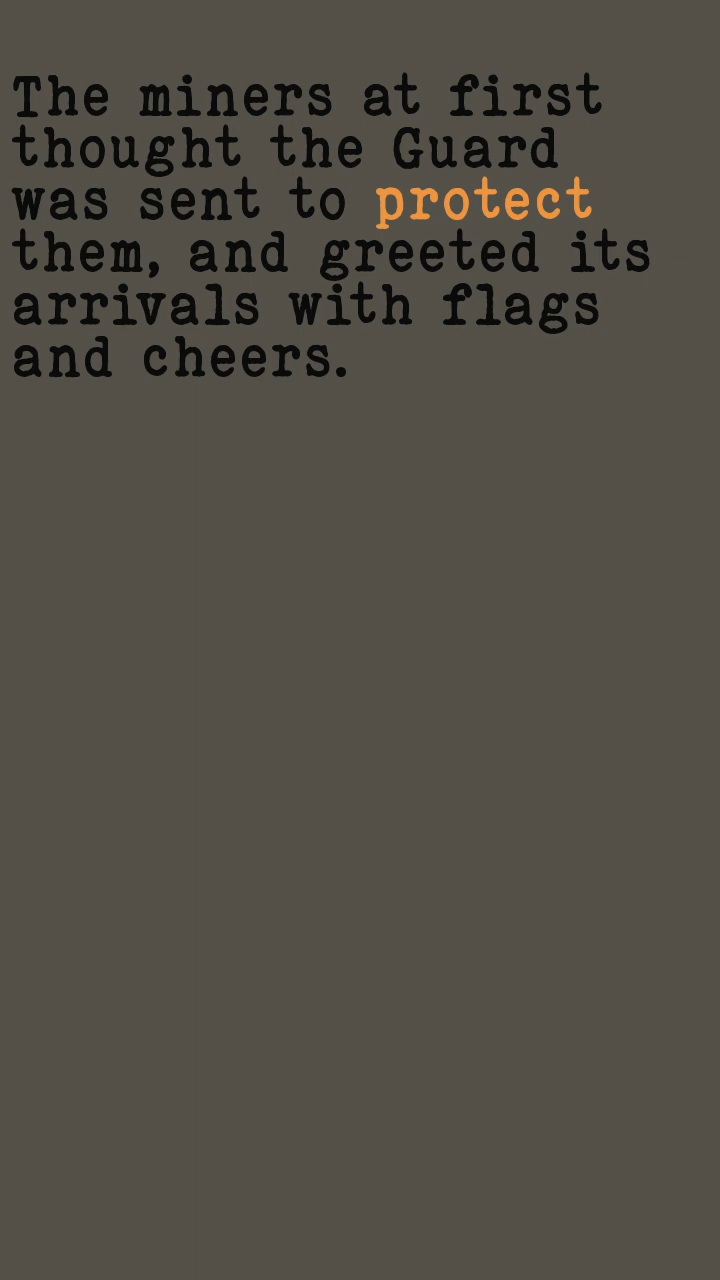 The miners at first
thought the Guard
was sent to protect
them, and greeted its
arrivals with flags
and cheers.